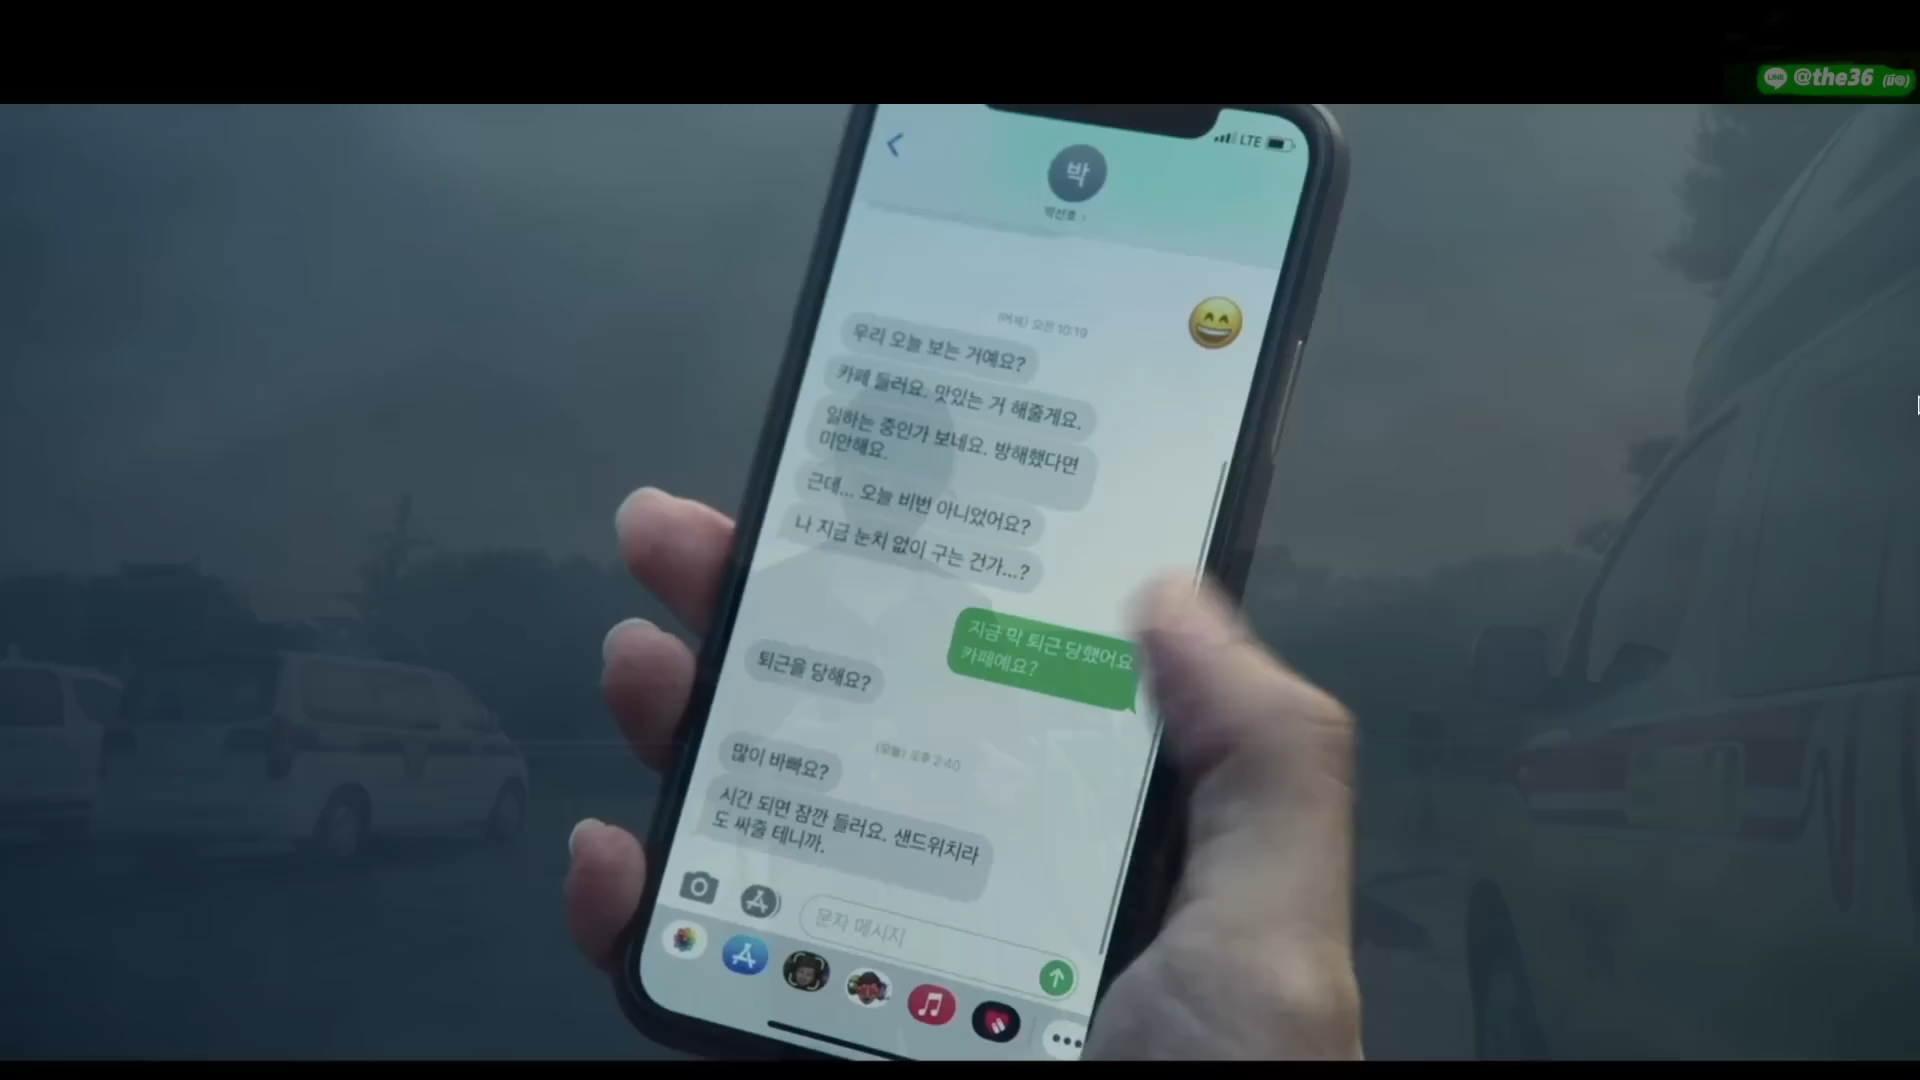 LINE @the36 (มี@)
LTE
박
박선호
(어제) 오전 10:19
우리 오늘 보는 거예요?
카페 들러요. 맛있는 거 해줄게요.
일하는 중인가 보네요. 방해했다면
미안해요.
근데... 오늘 비번 아니었어요?
나 지금 눈치 없이 구는 건가...?
지금 막 퇴근 당했어요
카페예요?
퇴근을 당해요?
(오늘) 오후 2:40
많이 바빠요?
시간 되면 잠깐 들러요. 샌드위치라
도 싸줄 테니까.
문자 메시지